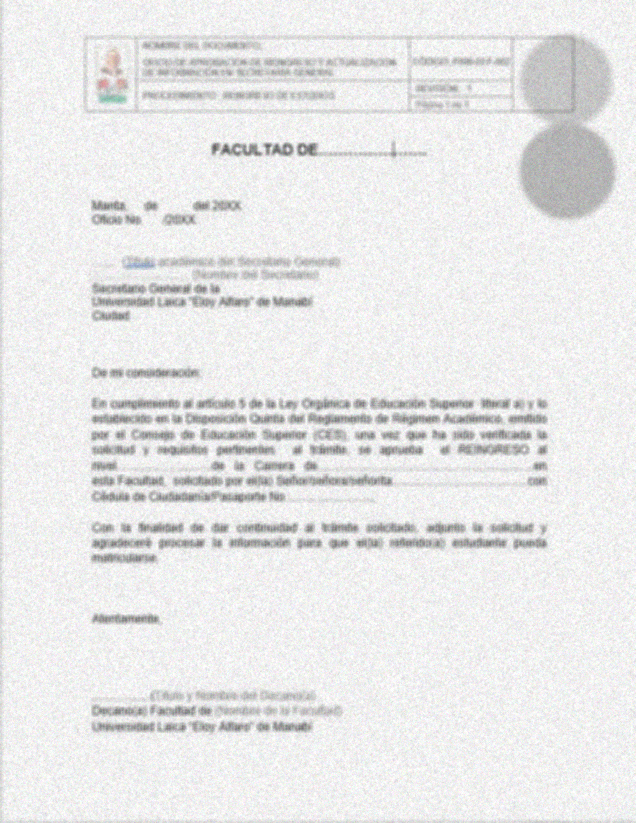 NOMBRE DEL DOCUMENTO:
OFICIO DE APROBACIÓN DE REINGRESO Y ACTUALIZACIÓN
DE INFORMACIÓN EN SECRETARÍA GENERAL
PROCEDIMIENTO: REINGRESO DE ESTUDIOS
REVISIÓN: 1
Página 1 de 1
FACULTAD DE........................
Manta, de del 20XX
Oficio No. /20XX
(Título académico del Secretario General)
(Nombre del Secretario)
Secretario General de la
Universidad Laica "Eloy Alfaro" de Manabí
Ciudad
De mi consideración:
En cumplimiento al artículo 5 de la Ley Orgánica de Educación Superior literal a) y lo
establecido en la Disposición Quinta del Reglamento de Régimen Académico, emitido
por el Consejo de Educación Superior (CES), una vez que ha sido verificada la
solicitud y requisitos pertinentes al trámite, se aprueba el REINGRESO al
nivel........................de la Carrera de........................................................en
esta Facultad, solicitado por el(la) Señor/señora/señorita....................................con
Cédula de Ciudadanía/Pasaporte No........................
Con la finalidad de dar continuidad al trámite solicitado, adjunto la solicitud y
agradeceré procesar la información para que el(la) referido(a) estudiante pueda
matricularse.
Atentamente,
............... (Título y Nombre del Decano(a)
Decano(a) Facultad de (Nombre de la Facultad)
Universidad Laica "Eloy Alfaro" de Manabí